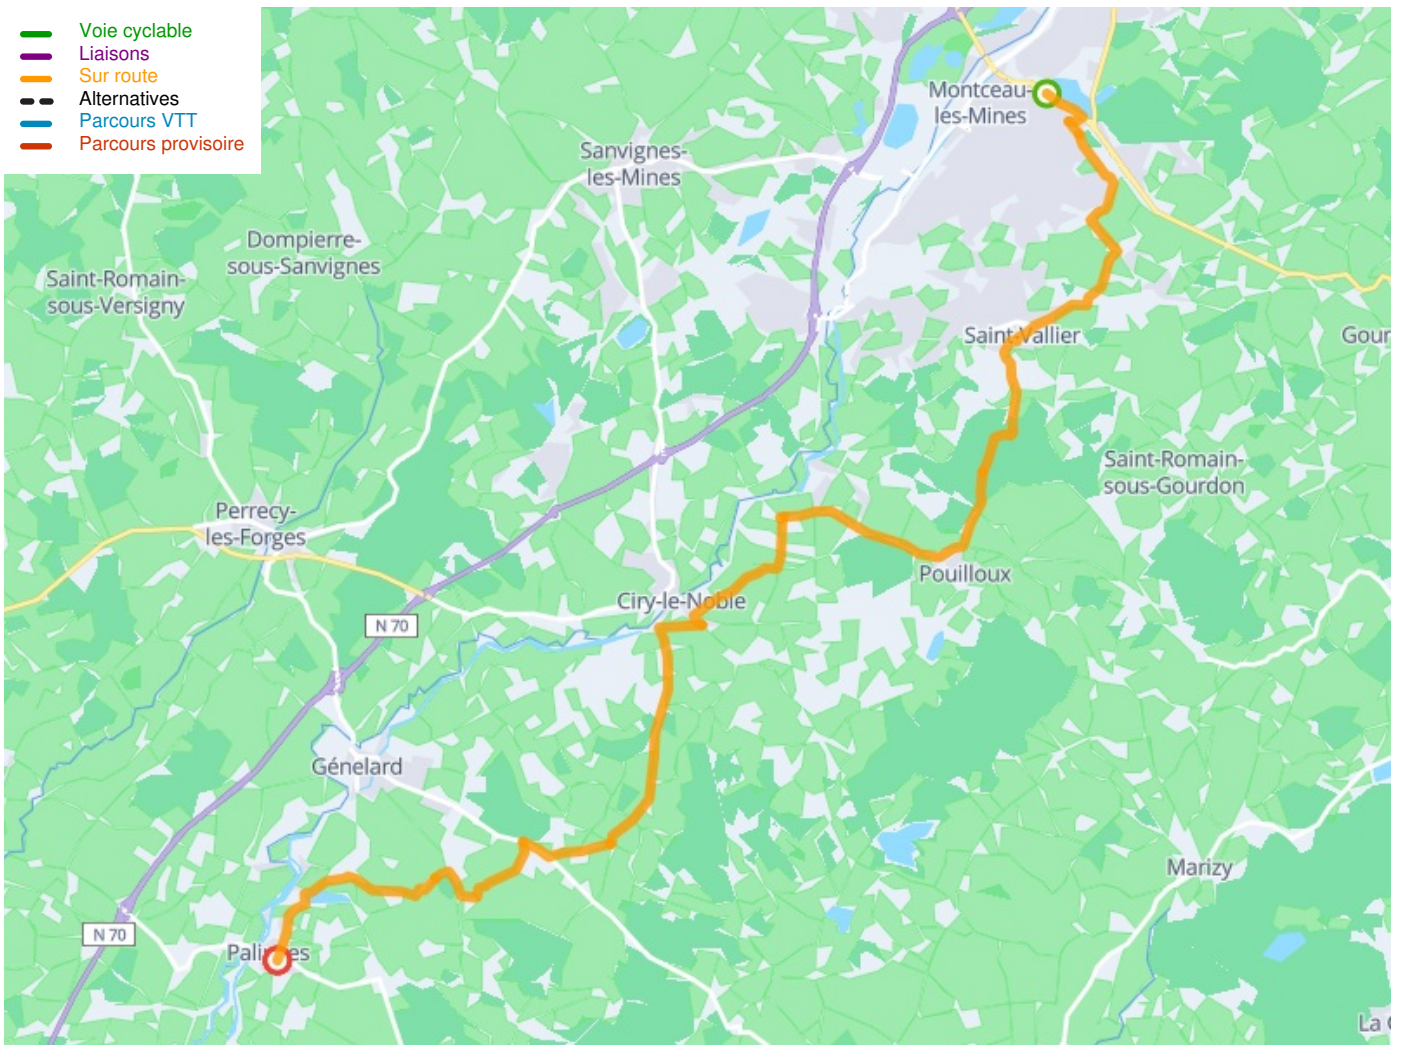 Voie cyclable
Liaisons
Sur route
Alternatives
Parcours VTT
Parcours provisoire
Montceau-
les-Mines
Sanvignes-
les-Mines
Dompierre-
sous-Sanvignes
Saint-Romain-
sous-Versigny
Saint-Vallier
Gour
Saint-Romain-
sous-Gourdon
Perrecy-
les-Forges
Pouilloux
Ciry-le-Noble
N 70
Génelard
Marizy
N 70
La